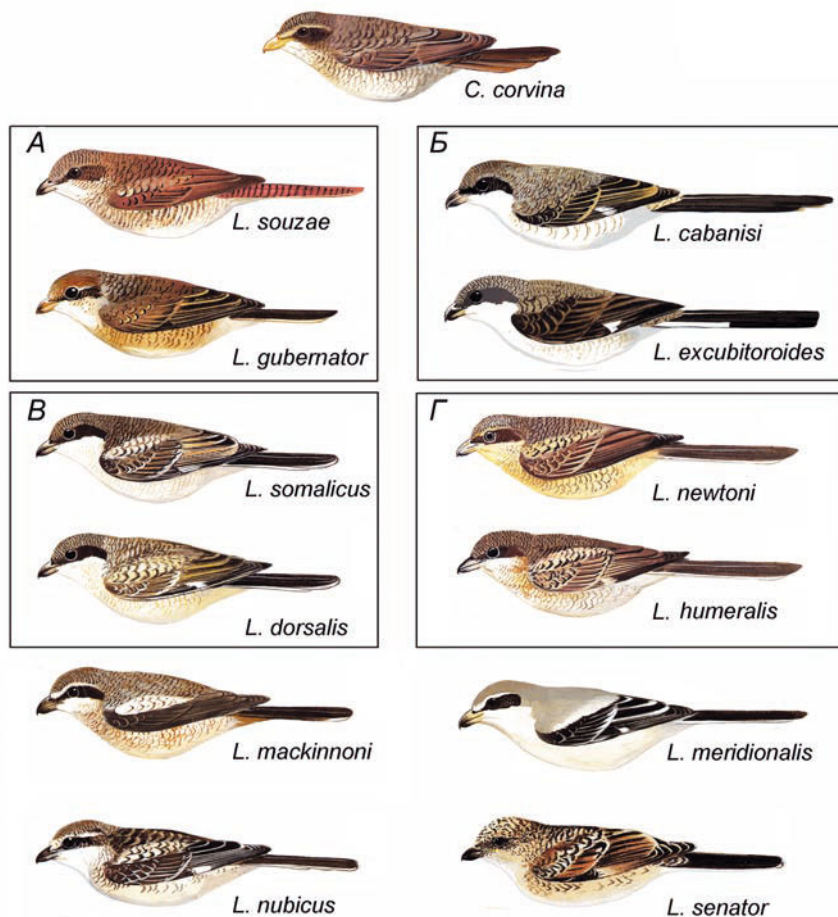 C. corvina
А
L. souzae
L. gubernator
Б
L. cabanisi
L. excubitoroides
В
L. somalicus
L. dorsalis
Г
L. newtoni
L. humeralis
L. mackinnoni
L. meridionalis
L. nubicus
L. senator